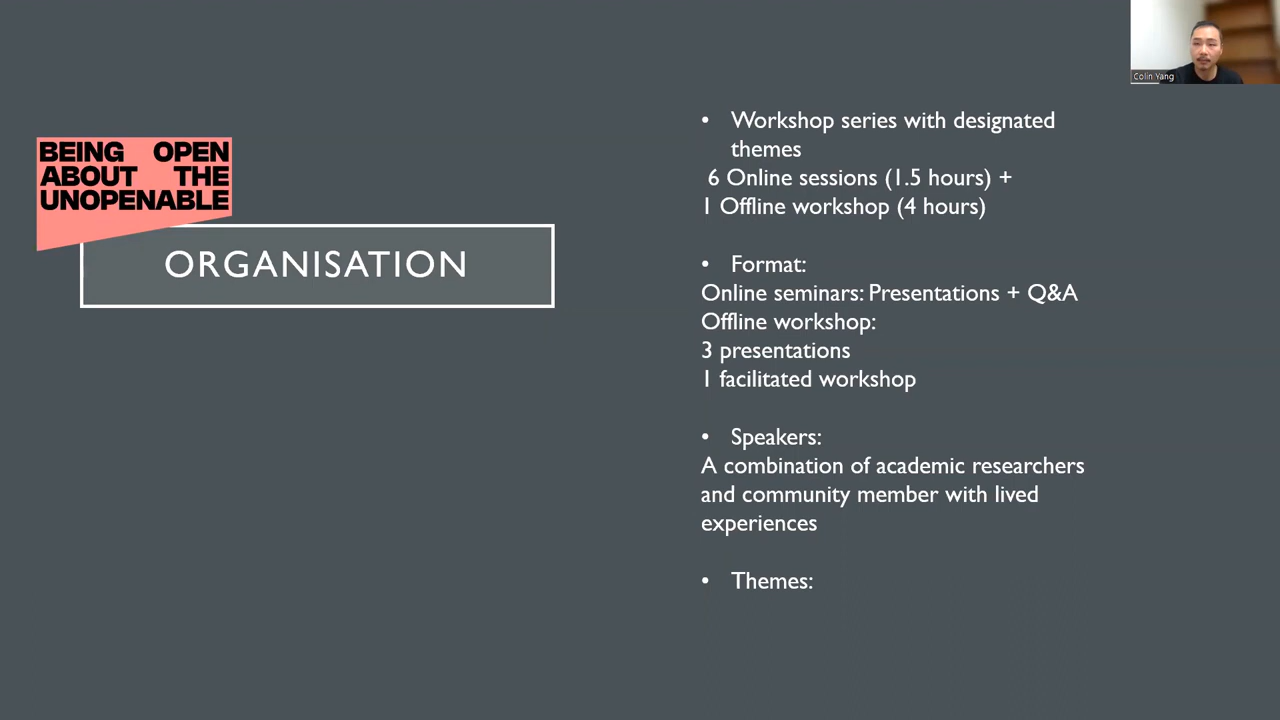 Colin Yang
BEING OPEN
ABOUT THE
UNOPENABLE
ORGANISATION
• Workshop series with designated
themes
6 Online sessions (1.5 hours) +
1 Offline workshop (4 hours)
• Format:
Online seminars: Presentations + Q&A
Offline workshop:
3 presentations
1 facilitated workshop
• Speakers:
A combination of academic researchers
and community member with lived
experiences
• Themes: